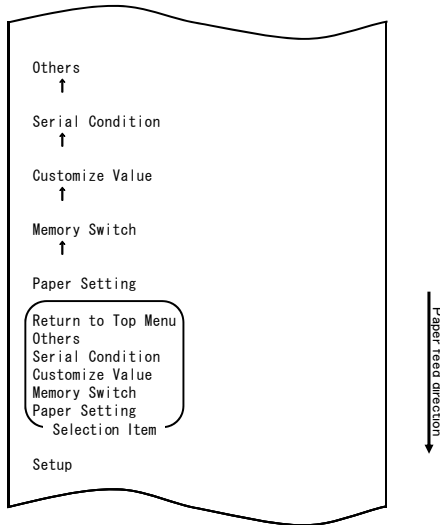 Others
↑
Serial Condition
↑
Customize Value
↑
Memory Switch
↑
Paper Setting
Return to Top Menu
Others
Serial Condition
Customize Value
Memory Switch
Paper Setting
Selection Item
Setup
Paper feed direction